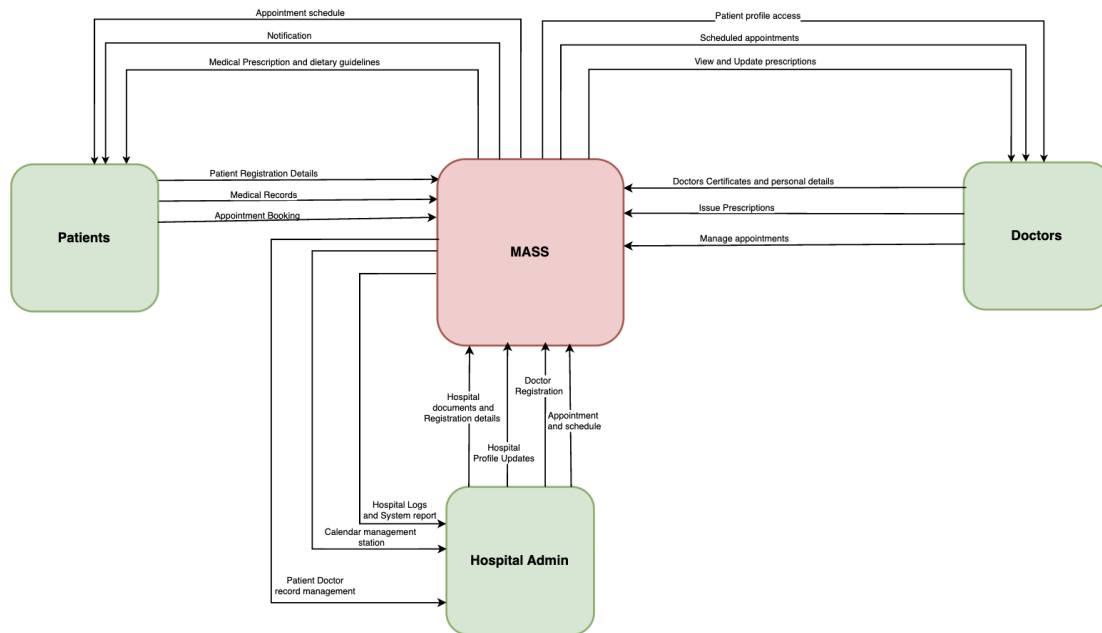 Appointment schedule
Patient profile access
Notification
Scheduled appointments
Medical Prescription and dietary guidelines
View and Update prescriptions
Patient Registration Details
Doctors Certificates and personal details
Medical Records
Issue Prescriptions
Appointment Booking
Patients
MASS
Doctors
Manage appointments
Hospital
documents and
Registration details
Hospital
Profile Updates
Doctor
Registration
Appointment
and schedule
Hospital Logs
and System report
Calendar management
station
Hospital Admin
Patient Doctor
record management